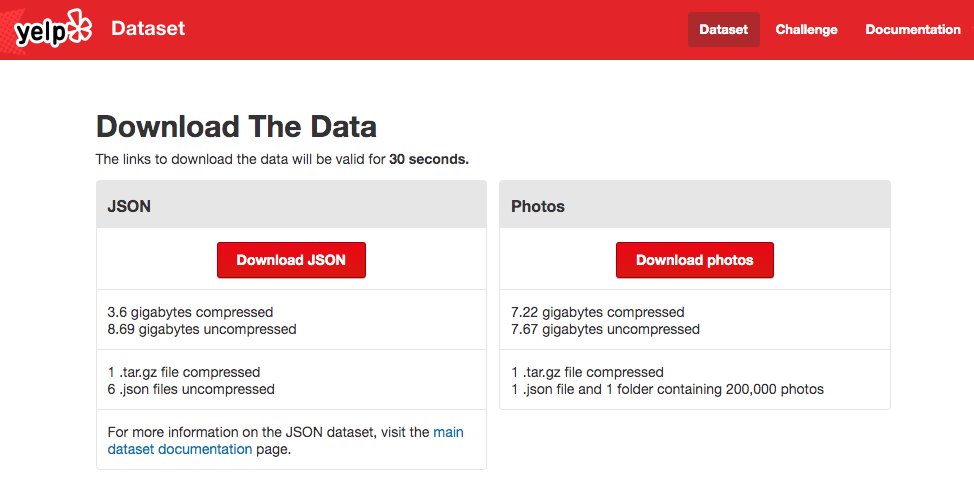 yelp Dataset
Dataset Challenge Documentation
Download The Data
The links to download the data will be valid for 30 seconds.
JSON
Download JSON
3.6 gigabytes compressed
8.69 gigabytes uncompressed
1 .tar.gz file compressed
6 .json files uncompressed
For more information on the JSON dataset, visit the main
dataset documentation page.
Photos
Download photos
7.22 gigabytes compressed
7.67 gigabytes uncompressed
1 .tar.gz file compressed
1 .json file and 1 folder containing 200,000 photos